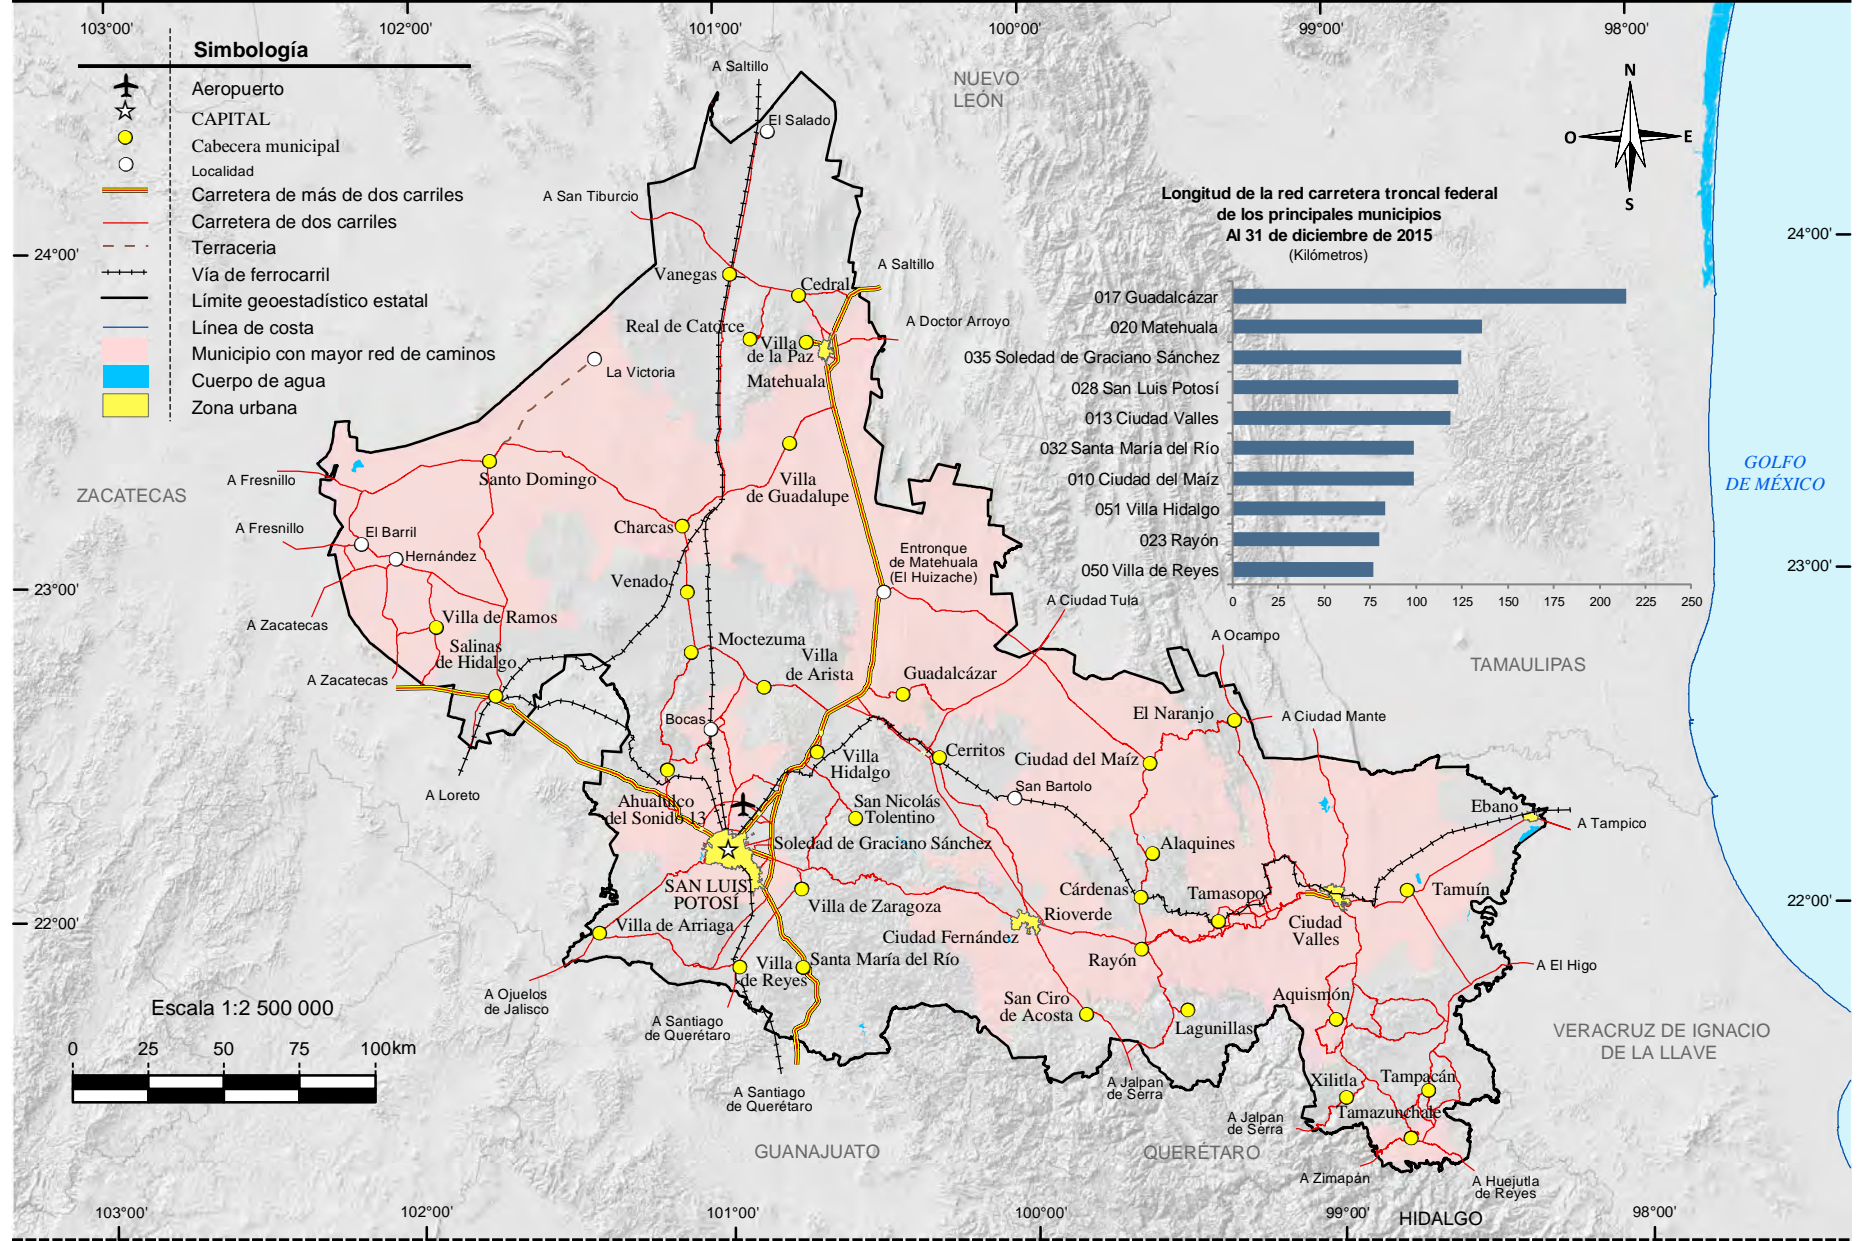 103°00'
102°00'
101°00'
100°00'
99°00'
98°00'
Simbología
Aeropuerto
CAPITAL
Cabecera municipal
Localidad
Carretera de más de dos carriles
Carretera de dos carriles
Terraceria
Vía de ferrocarril
Límite geoestadístico estatal
Línea de costa
Municipio con mayor red de caminos
Cuerpo de agua
Zona urbana
N
O
E
S
Longitud de la red carretera troncal federal
de los principales municipios
Al 31 de diciembre de 2015
(Kilómetros)
017 Guadalcázar
020 Matehuala
035 Soledad de Graciano Sánchez
028 San Luis Potosí
013 Ciudad Valles
032 Santa María del Río
010 Ciudad del Maíz
051 Villa Hidalgo
023 Rayón
050 Villa de Reyes
0 25 50 75 100 125 150 175 200 225 250
24°00'
24°00'
23°00'
23°00'
22°00'
22°00'
NUEVO
LEÓN
ZACATECAS
TAMAULIPAS
GOLFO
DE MÉXICO
VERACRUZ DE IGNACIO
DE LA LLAVE
GUANAJUATO
QUERÉTARO
HIDALGO
A Saltillo
El Salado
A San Tiburcio
Vanegas
Cedral
A Saltillo
Real de Catorce
Villa
de la Paz
A Doctor Arroyo
Matehuala
La Victoria
Santo Domingo
A Fresnillo
Villa
de Guadalupe
Charcas
A Fresnillo
El Barril
Hernández
Entronque
de Matehuala
(El Huizache)
Venado
A Ciudad Tula
A Zacatecas
Villa de Ramos
Salinas
de Hidalgo
Moctezuma
Villa
de Arista
A Ocampo
A Zacatecas
Guadalcázar
El Naranjo
A Ciudad Mante
Bocas
Cerritos
Ciudad del Maíz
Villa
Hidalgo
San Bartolo
A Loreto
Ahualulco
del Sonido 13
San Nicolás
Tolentino
Ebano
A Tampico
Soledad de Graciano Sánchez
Alaquines
SAN LUIS
POTOSÍ
Cárdenas
Tamasopo
Tamuín
Villa de Zaragoza
Rioverde
Villa de Arriaga
Ciudad Fernández
Ciudad
Valles
Rayón
Villa
de Reyes
Santa María del Río
A El Higo
A Ojuelos
de Jalisco
San Ciro
de Acosta
Aquismón
Lagunillas
A Santiago
de Querétaro
A Jalpan
de Serra
Xilitla
Tampacán
A Santiago
de Querétaro
Tamazunchale
A Jalpan
de Serra
A Zimapán
A Huejutla
de Reyes
Escala 1:2 500 000
0 25 50 75 100km
103°00'
102°00'
101°00'
100°00'
99°00'
98°00'